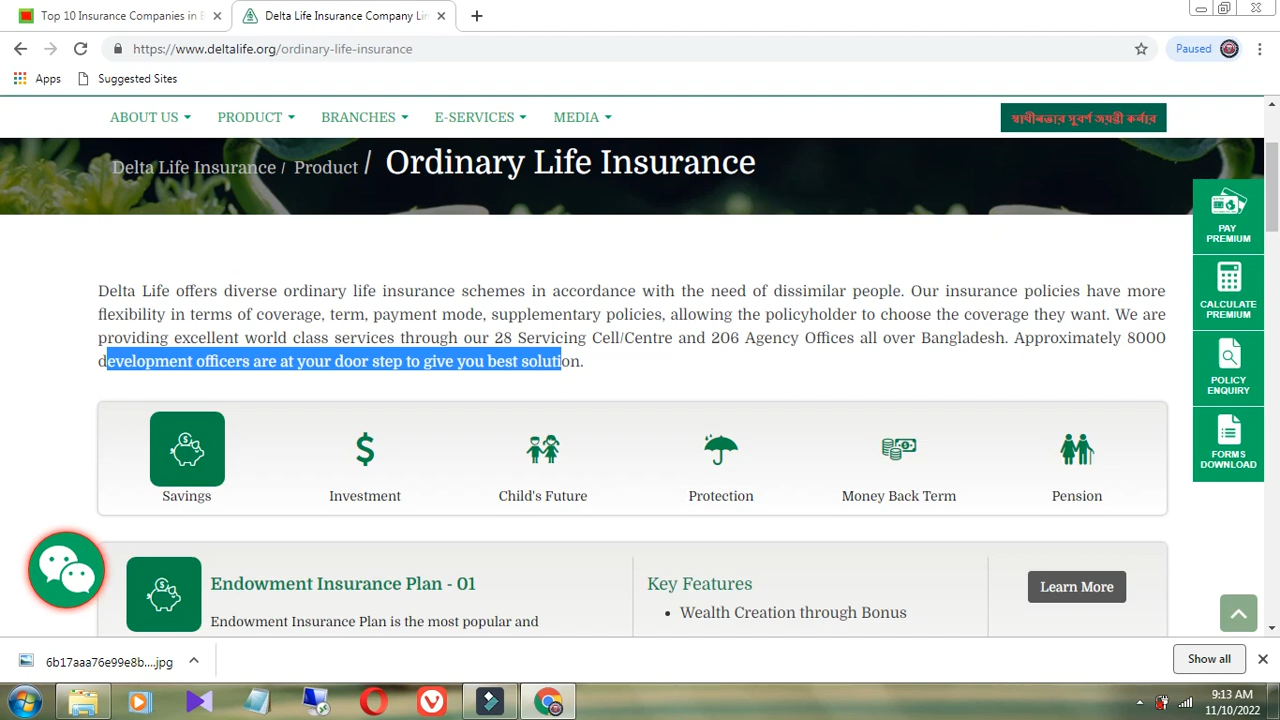 Top 10 Insurance Companies in B
Delta Life Insurance Company Lim
https://www.deltalife.org/ordinary-life-insurance
Paused
Apps
Suggested Sites
ABOUT US
PRODUCT
BRANCHES
E-SERVICES
MEDIA
স্বাধীনতার সুবর্ণ জয়ন্তী কর্নার
Delta Life Insurance / Product / Ordinary Life Insurance
PAY
PREMIUM
CALCULATE
PREMIUM
POLICY
ENQUIRY
FORMS
DOWNLOAD
Delta Life offers diverse ordinary life insurance schemes in accordance with the need of dissimilar people. Our insurance policies have more
flexibility in terms of coverage, term, payment mode, supplementary policies, allowing the policyholder to choose the coverage they want. We are
providing excellent world class services through our 28 Servicing Cell/Centre and 206 Agency Offices all over Bangladesh. Approximately 8000
development officers are at your door step to give you best solution.
Savings
Investment
Child's Future
Protection
Money Back Term
Pension
Endowment Insurance Plan - 01
Endowment Insurance Plan is the most popular and
Key Features
• Wealth Creation through Bonus
Learn More
6b17aaa76e99e8b....jpg
Show all
9:13 AM
11/10/2022